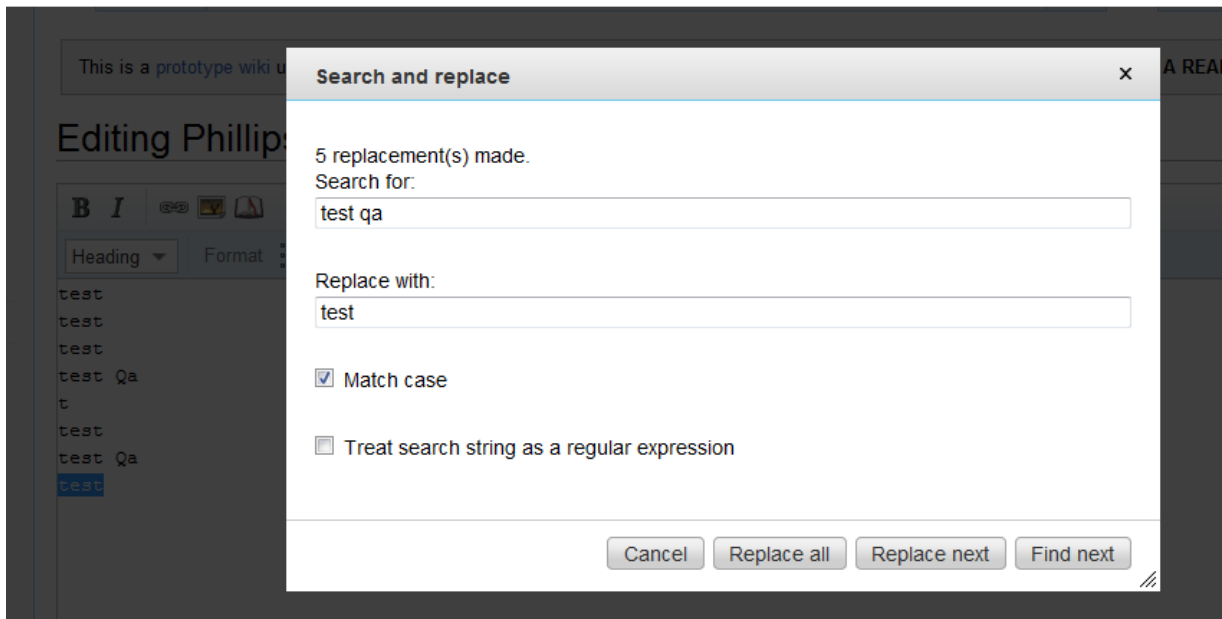 This is a prototype wiki u
A REA
Search and replace
×
Editing Phillips
5 replacement(s) made.
Search for:
test qa
B I
Heading Format
Replace with:
test
test
test
test
test Qa
t
test
test Qa
test
Match case
Treat search string as a regular expression
Cancel Replace all Replace next Find next